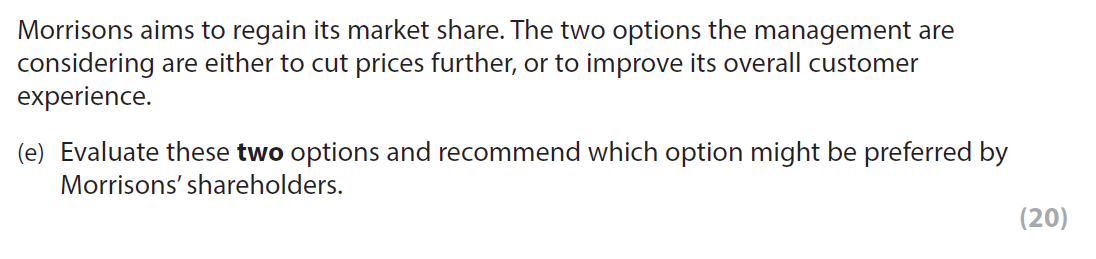 Morrisons aims to regain its market share. The two options the management are
considering are either to cut prices further, or to improve its overall customer
experience.
(e) Evaluate these two options and recommend which option might be preferred by
Morrisons’ shareholders.
(20)